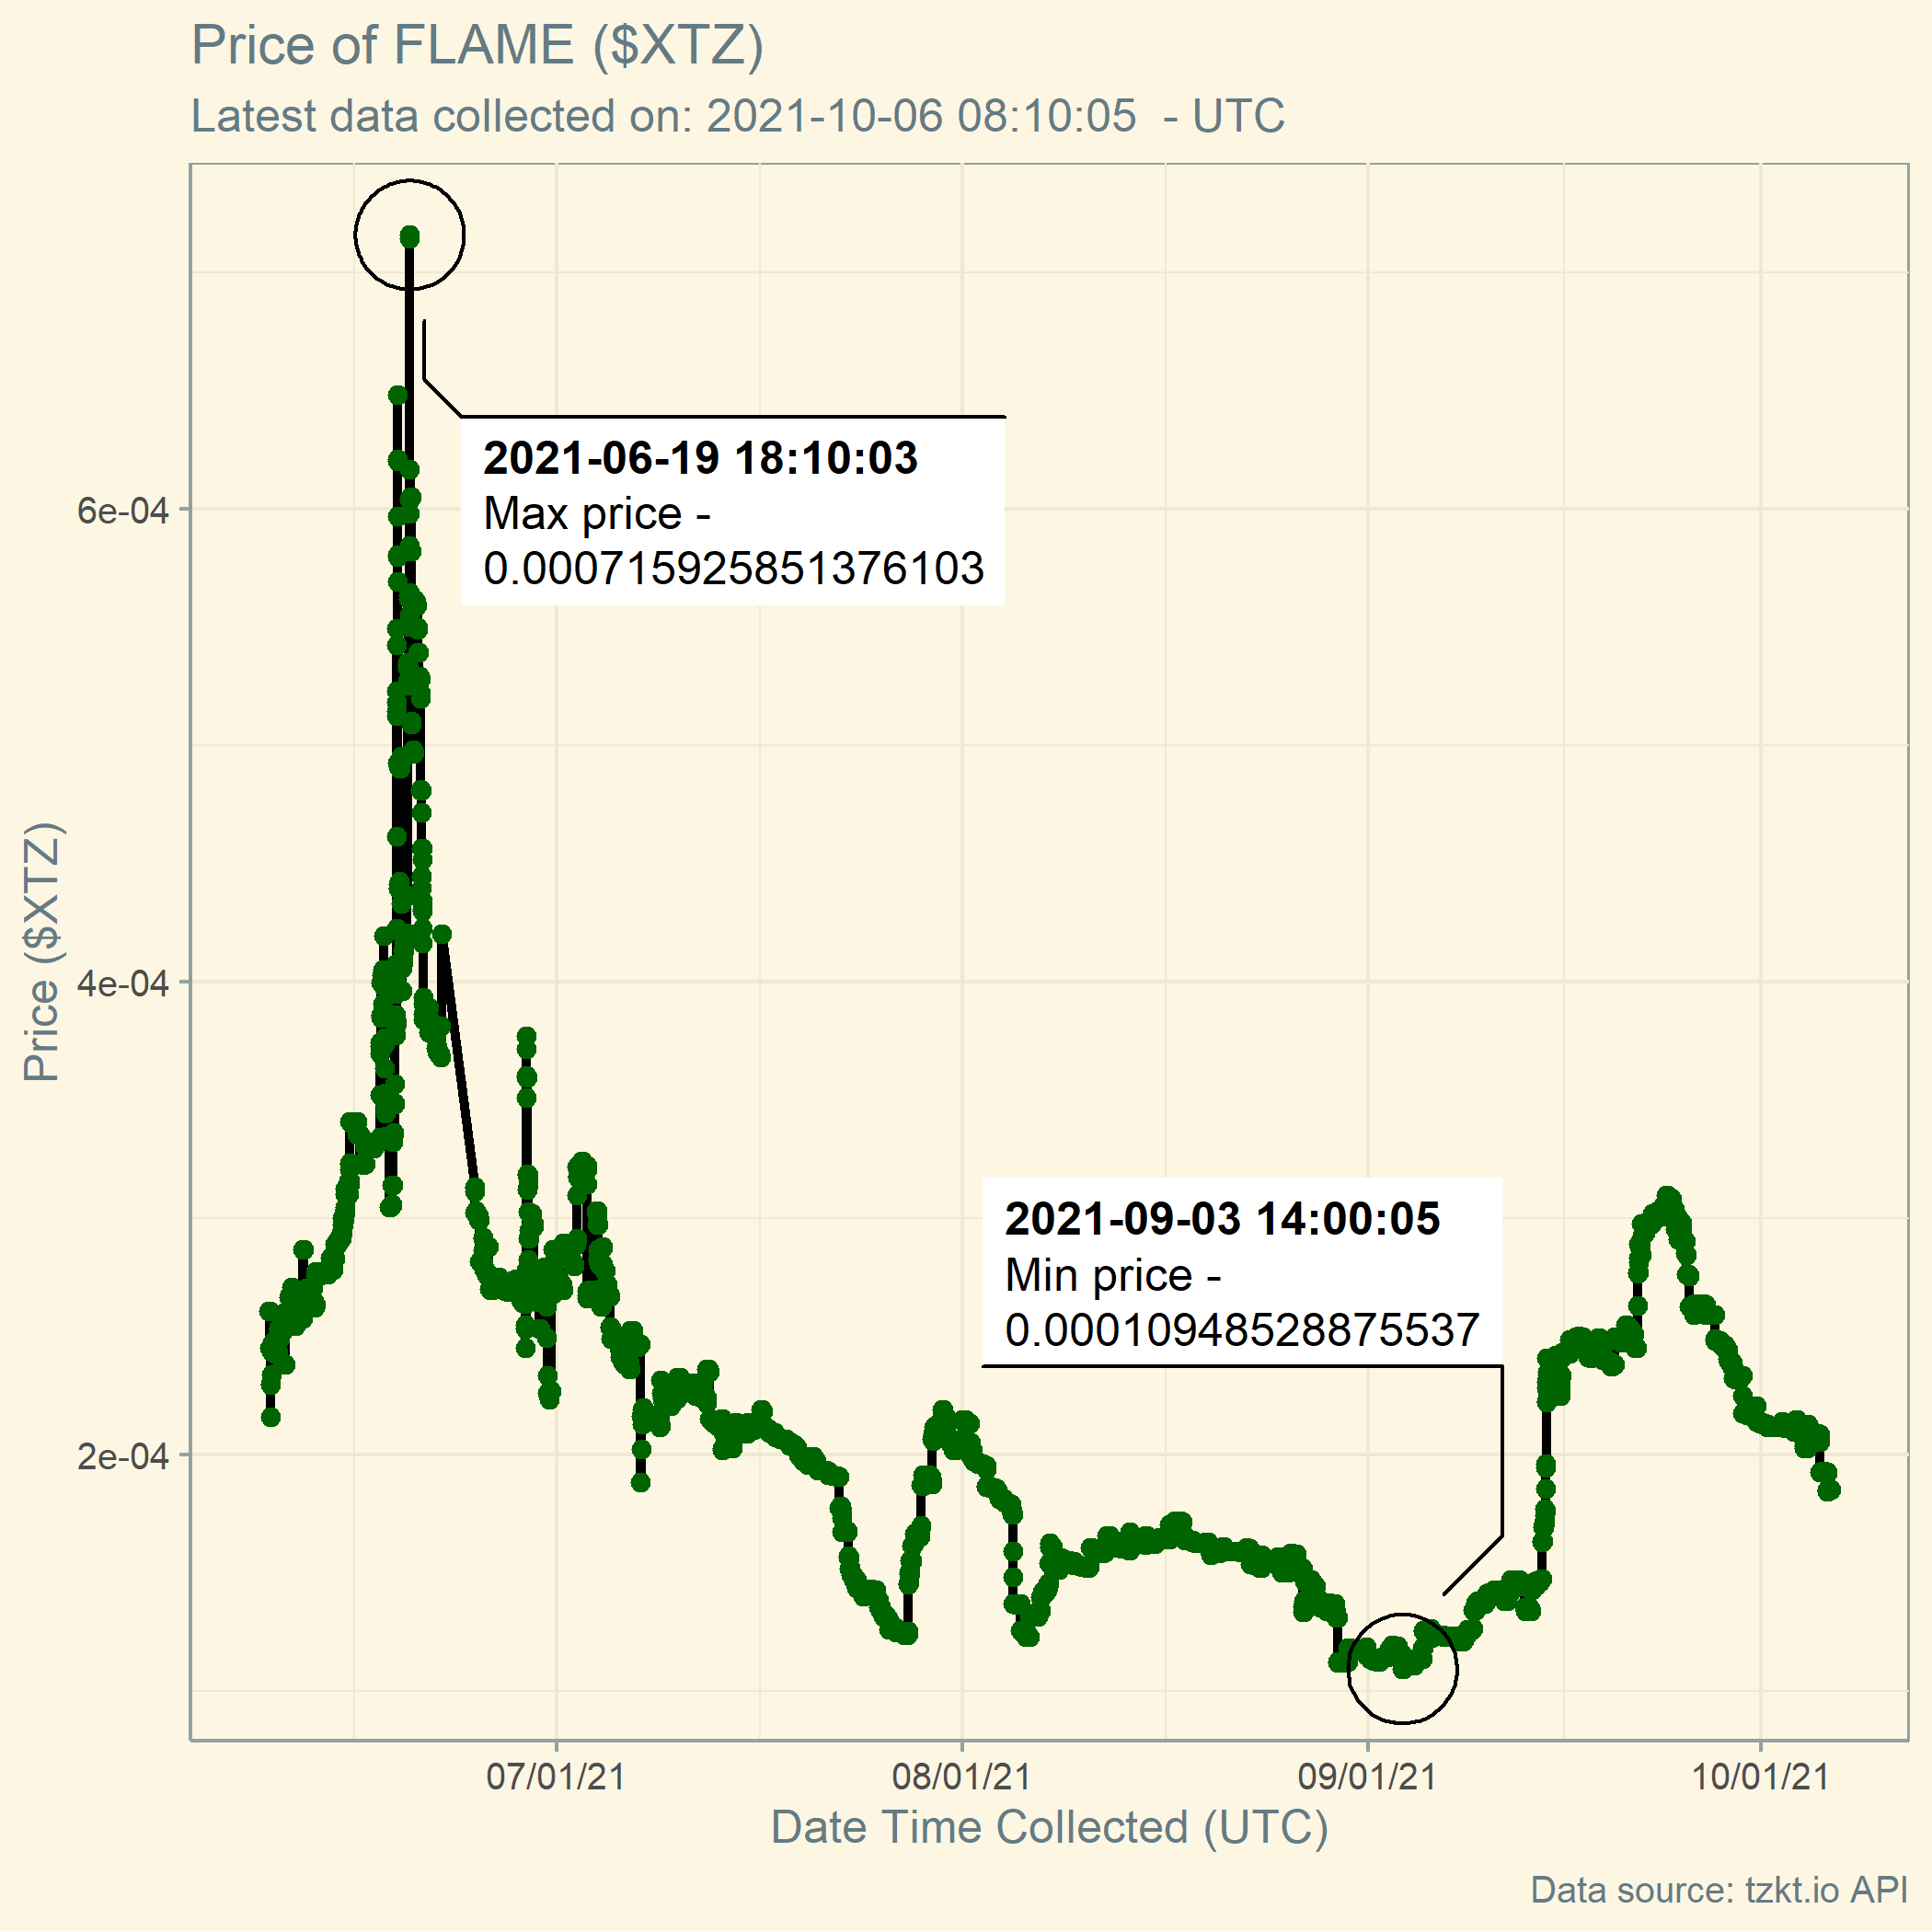 Price of FLAME ($XTZ)
Latest data collected on: 2021-10-06 08:10:05  - UTC
2021-06-19 18:10:03
Max price -
0.000715925851376103
6e-04
4e-04
2e-04
Price ($XTZ)
2021-09-03 14:00:05
Min price -
0.00010948528875537
07/01/21
08/01/21
09/01/21
10/01/21
Date Time Collected (UTC)
Data source: tzkt.io API